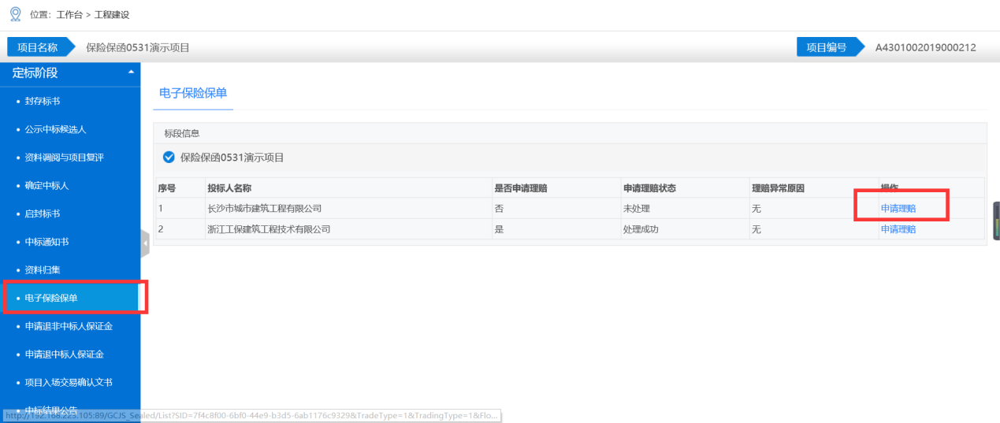 位置：工作台 > 工程建设
项目名称 保险保函0531演示项目 项目编号 A4301002019000212
定标阶段
封存标书
公示中标候选人
资料调阅与项目复评
确定中标人
启封标书
中标通知书
资料归集
电子保险保单
申请退非中标人保证金
申请退中标人保证金
项目入场交易确认文书
中标结果公告
电子保险保单
标段信息
保险保函0531演示项目
序号 投标人名称 是否申请理赔 申请理赔状态 理赔异常原因 操作
1 长沙市城市建筑工程有限公司 否 未处理 无 申请理赔
2 浙江工保建筑工程技术有限公司 是 处理成功 无 申请理赔
http://192.168.223.105:89/GCJS_Sealed/List?SID=7f4c8f00-6bf0-44e9-b3d5-6ab1176c9329&TradeType=1&TradingType=1&Flo...